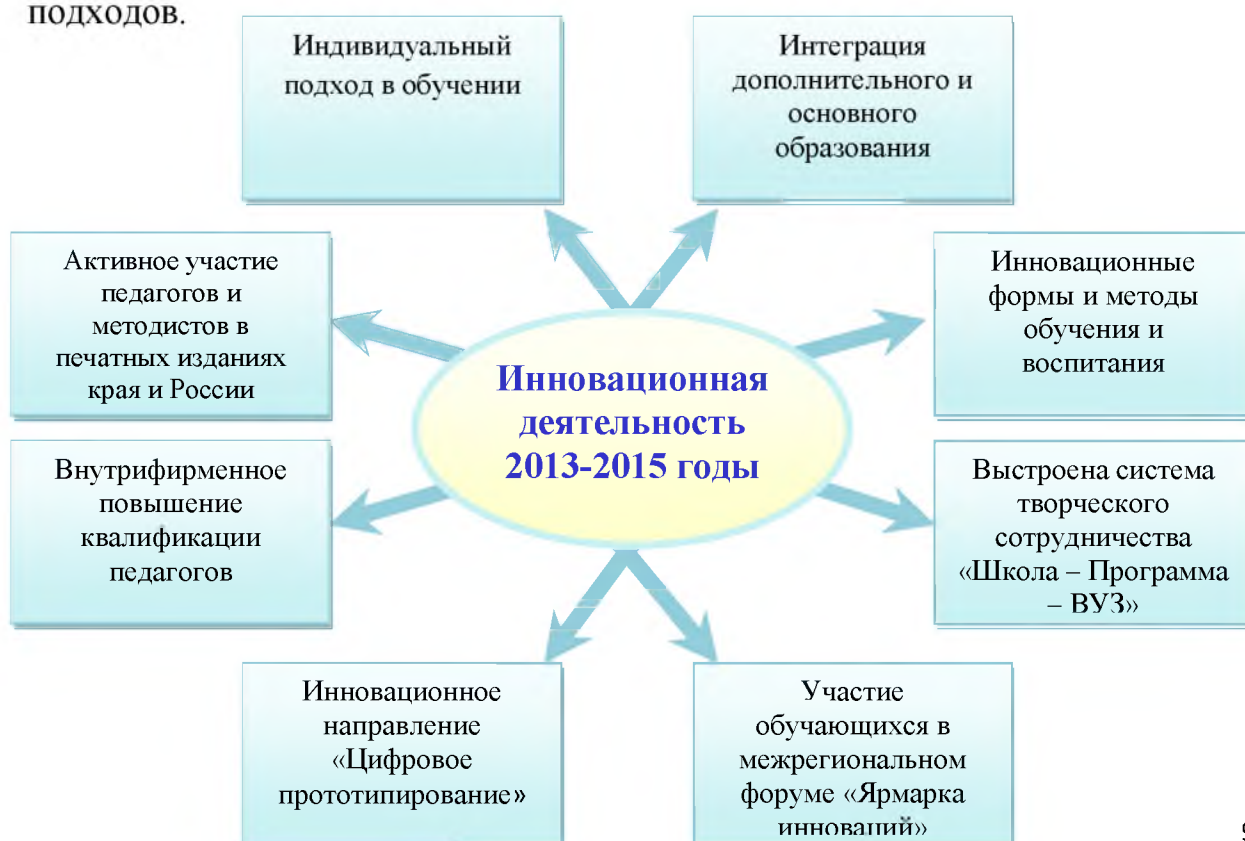 подходов.
Индивидуальный
подход в обучении
Интеграция
дополнительного и
основного
образования
Активное участие
педагогов и
методистов в
печатных изданиях
края и России
Инновационные
формы и методы
обучения и
воспитания
Инновационная
деятельность
2013-2015 годы
Внутрифирменное
повышение
квалификации
педагогов
Выстроена система
творческого
сотрудничества
«Школа – Программа
– ВУЗ»
Инновационное
направление
«Цифровое
прототипирование»
Участие
обучающихся в
межрегиональном
форуме «Ярмарка
инноваций»
9